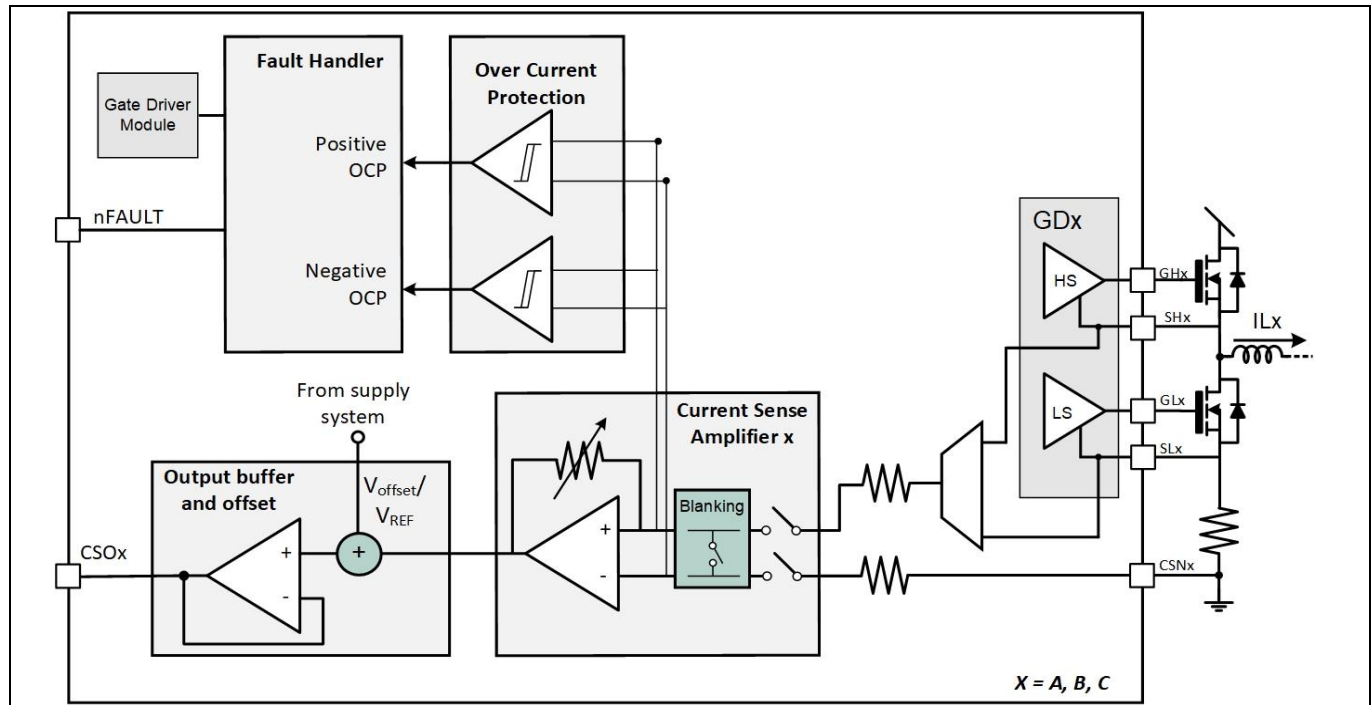 Fault Handler
Gate Driver
Module
Positive
OCP
Negative
OCP
nFAULT
Over Current
Protection
GDx
HS
LS
GHx
SHx
ILx
GLx
SLx
CSNx
From supply
system
Output buffer
and offset
Voffset/
VREF
+
+
-
CSOx
Current Sense
Amplifier x
+
-
Blanking
X = A, B, C